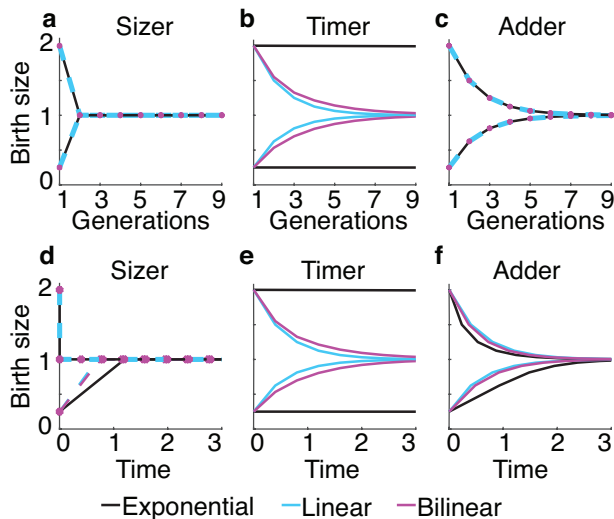 a Sizer
b Timer
c Adder
Birth size
2
1
0
1 3 5 7 9
1 3 5 7 9
1 3 5 7 9
Generations
Generations
Generations
d Sizer
e Timer
f Adder
Birth size
2
1
0
0 1 2 3
0 1 2 3
0 1 2 3
Time
Time
Time
Exponential Linear Bilinear